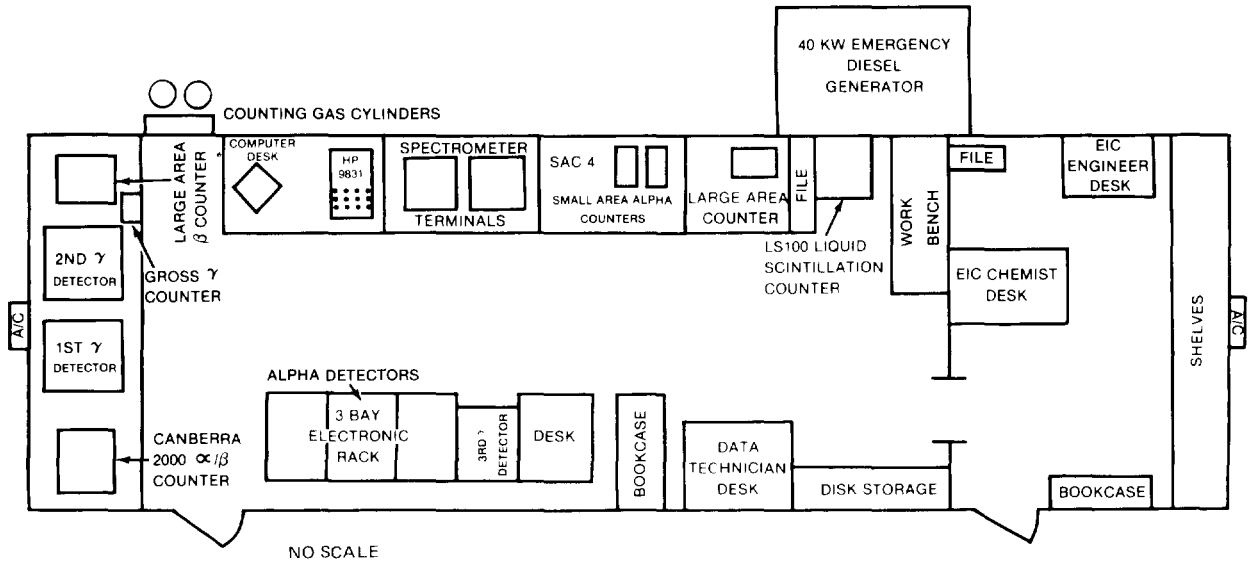 40 KW EMERGENCY
DIESEL
GENERATOR
COUNTING GAS CYLINDERS
LARGE AREA
β COUNTER
COMPUTER
DESK
HP
9831
SPECTROMETER
TERMINALS
SAC 4
SMALL AREA ALPHA
COUNTERS
LARGE AREA
COUNTER
FILE
LS100 LIQUID
SCINTILLATION
COUNTER
WORK
BENCH
FILE
EIC
ENGINEER
DESK
EIC CHEMIST
DESK
SHELVES
A/C
A/C
2ND γ
DETECTOR
GROSS γ
COUNTER
1ST γ
DETECTOR
CANBERRA
2000 ∝/β
COUNTER
ALPHA DETECTORS
3 BAY
ELECTRONIC
RACK
3RD γ
DETECTOR
DESK
BOOKCASE
DATA
TECHNICIAN
DESK
DISK STORAGE
BOOKCASE
NO SCALE